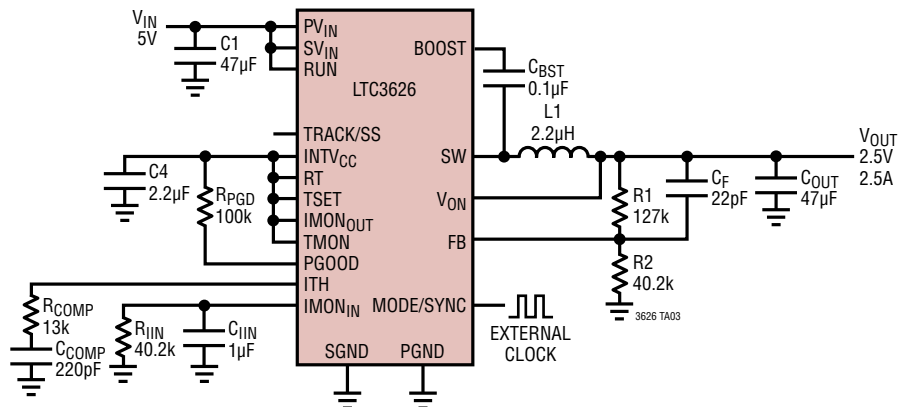 VIN
5V
C1
47µF
PVIN
SVIN
RUN
BOOST
LTC3626
CBST
0.1µF
L1
2.2µH
TRACK/SS
INTVCC
SW
VOUT
2.5V
2.5A
C4
2.2µF
RPGD
100k
RT
TSET
IMONOUT
TMON
PGOOD
VON
R1
127k
CF
22pF
COUT
47µF
FB
R2
40.2k
ITH
IMONIN
MODE/SYNC
RCOMP
13k
CCOMP
220pF
RIIN
40.2k
CIIN
1µF
EXTERNAL
CLOCK
3626 TA03
SGND
PGND